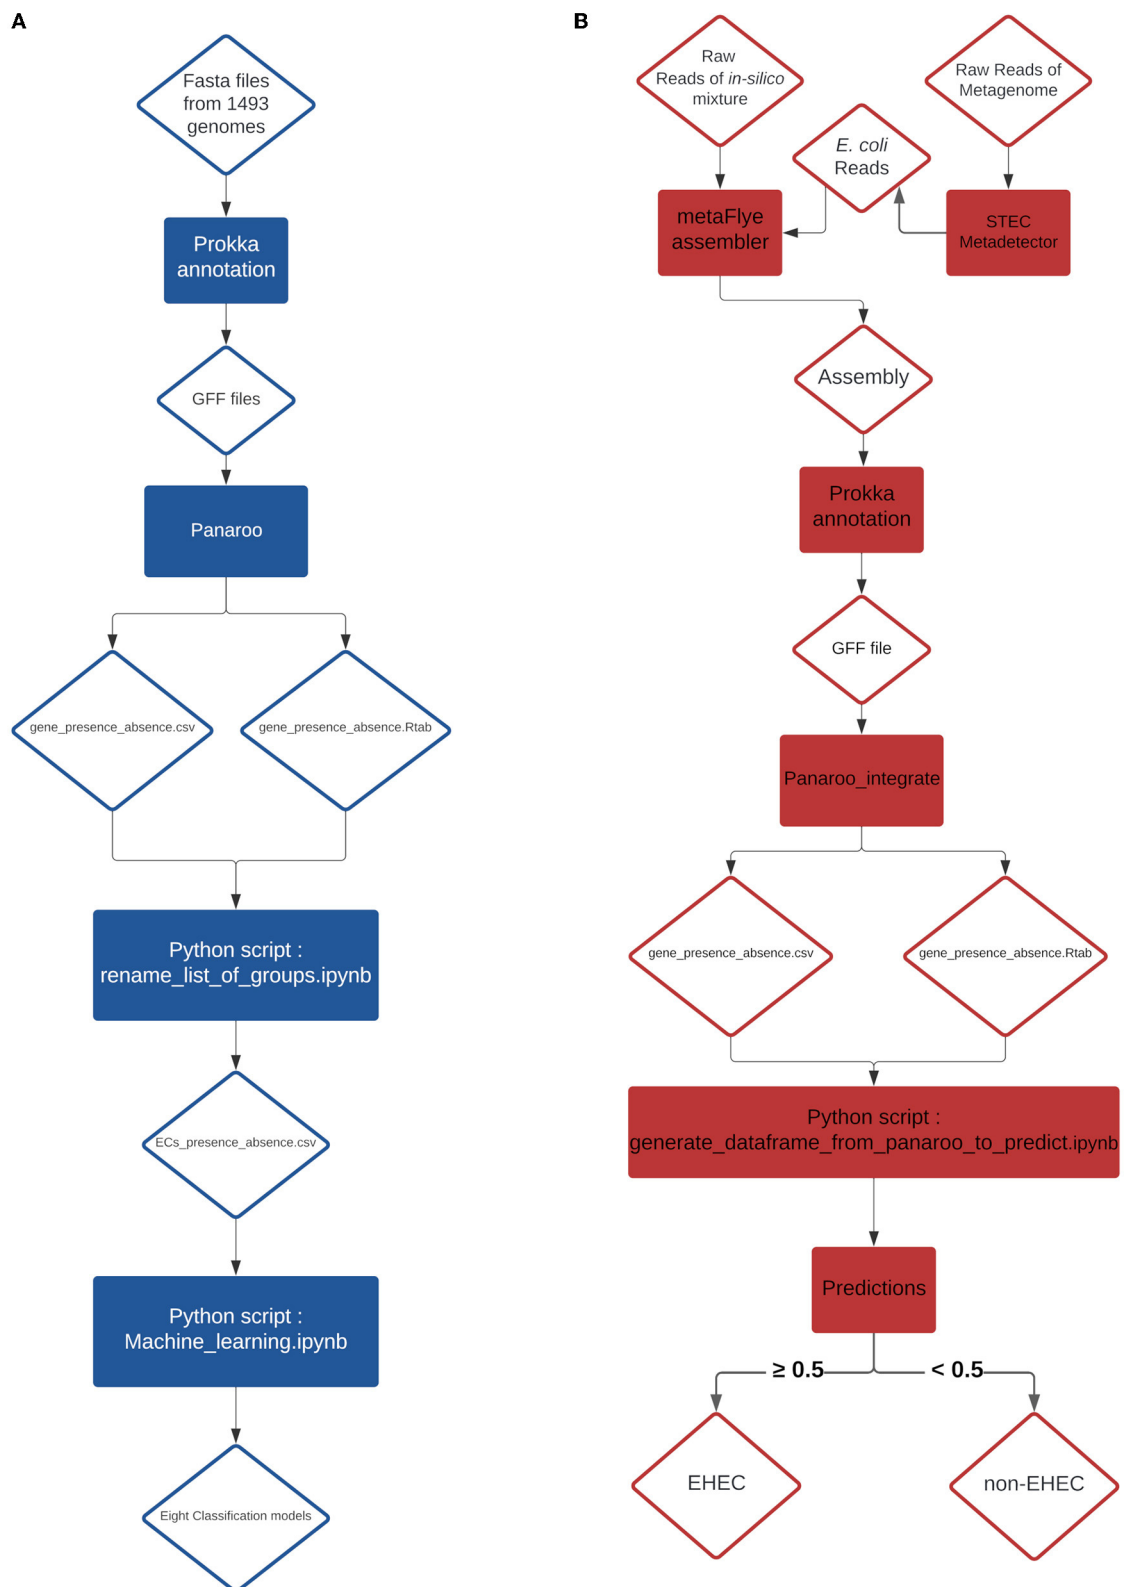 A
Fasta files
from 1493
genomes
Prokka
annotation
GFF files
Panaroo
gene_presence_absence.csv
gene_presence_absence.Rtab
Python script :
rename_list_of_groups.ipynb
ECs_presence_absence.csv
Python script :
Machine_learning.ipynb
Eight Classification models
B
Raw
Reads of in-silico
mixture
Raw Reads of
Metagenome
E. coli
Reads
metaFlye
assembler
STEC
Metadetector
Assembly
Prokka
annotation
GFF file
Panaroo_integrate
gene_presence_absence.csv
gene_presence_absence.Rtab
Python script :
generate_dataframe_from_panaroo_to_predict.ipynb
Predictions
≥ 0.5
< 0.5
EHEC
non-EHEC